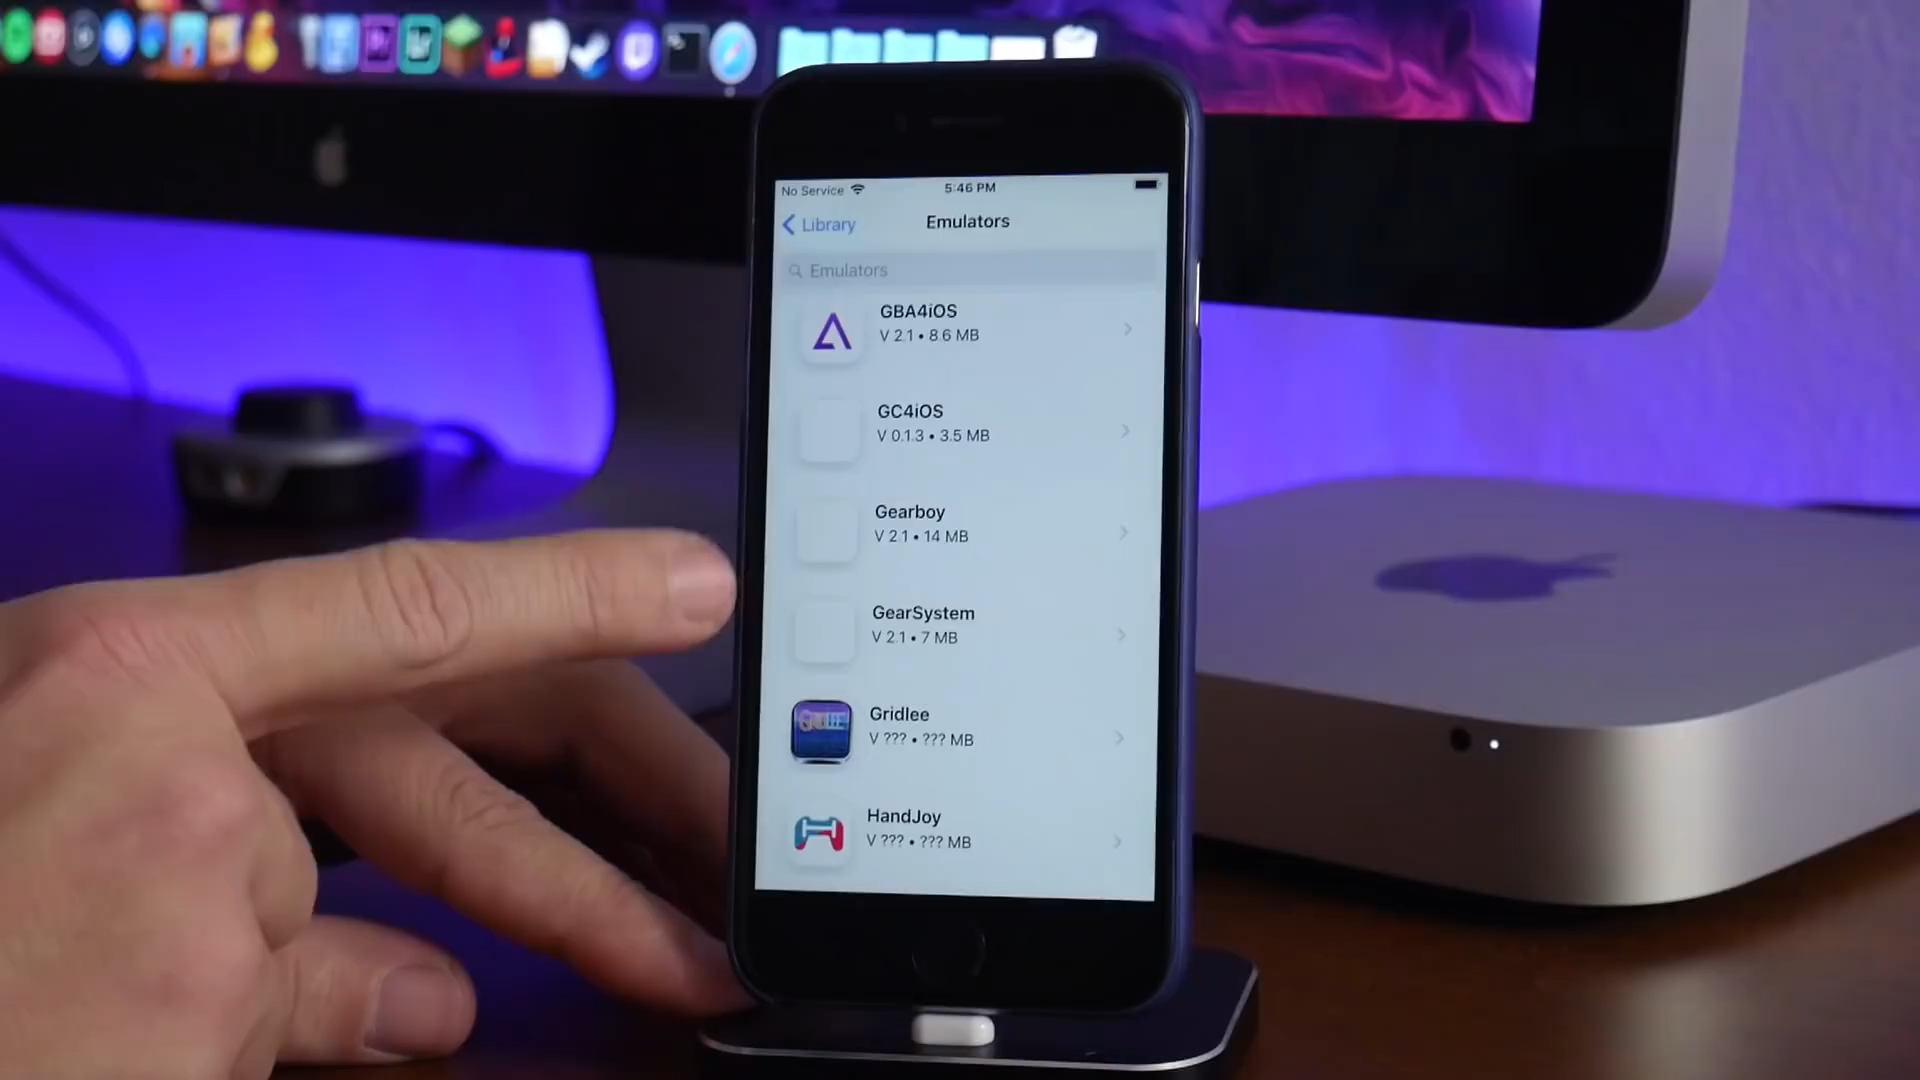 No Service
5:46 PM
Library
Emulators
Emulators
GBA4iOS
V 2.1 • 8.6 MB
GC4iOS
V 0.1.3 • 3.5 MB
Gearboy
V 2.1 • 14 MB
GearSystem
V 2.1 • 7 MB
Gridlee
V ??? • ??? MB
HandJoy
V ??? • ??? MB